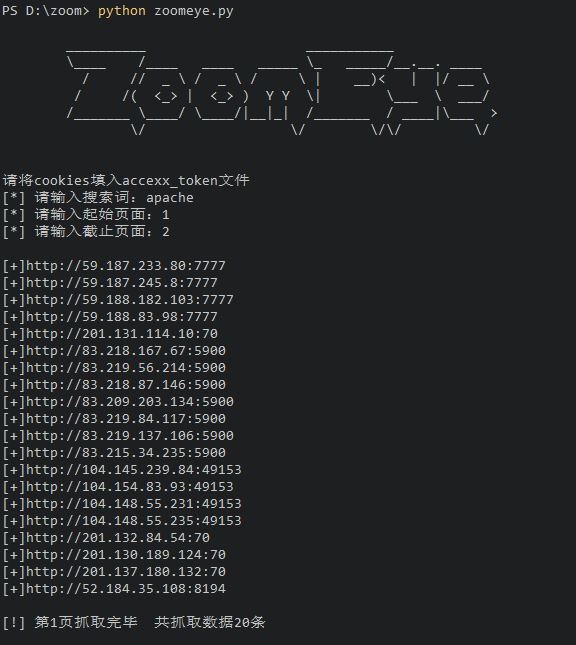 PS D:\zoom> python zoomeye.py
ZoomEye
请将cookies填入accexx_token文件
[*] 请输入搜索词：apache
[*] 请输入起始页面：1
[*] 请输入截止页面：2
[+]http://59.187.233.80:7777
[+]http://59.187.245.8:7777
[+]http://59.188.182.103:7777
[+]http://59.188.83.98:7777
[+]http://201.131.114.10:70
[+]http://83.218.167.67:5900
[+]http://83.219.56.214:5900
[+]http://83.218.87.146:5900
[+]http://83.209.203.134:5900
[+]http://83.219.84.117:5900
[+]http://83.219.137.106:5900
[+]http://83.215.34.235:5900
[+]http://104.145.239.84:49153
[+]http://104.154.83.93:49153
[+]http://104.148.55.231:49153
[+]http://104.148.55.235:49153
[+]http://201.132.84.54:70
[+]http://201.130.189.124:70
[+]http://201.137.180.132:70
[+]http://52.184.35.108:8194
[!] 第1页抓取完毕 共抓取数据20条